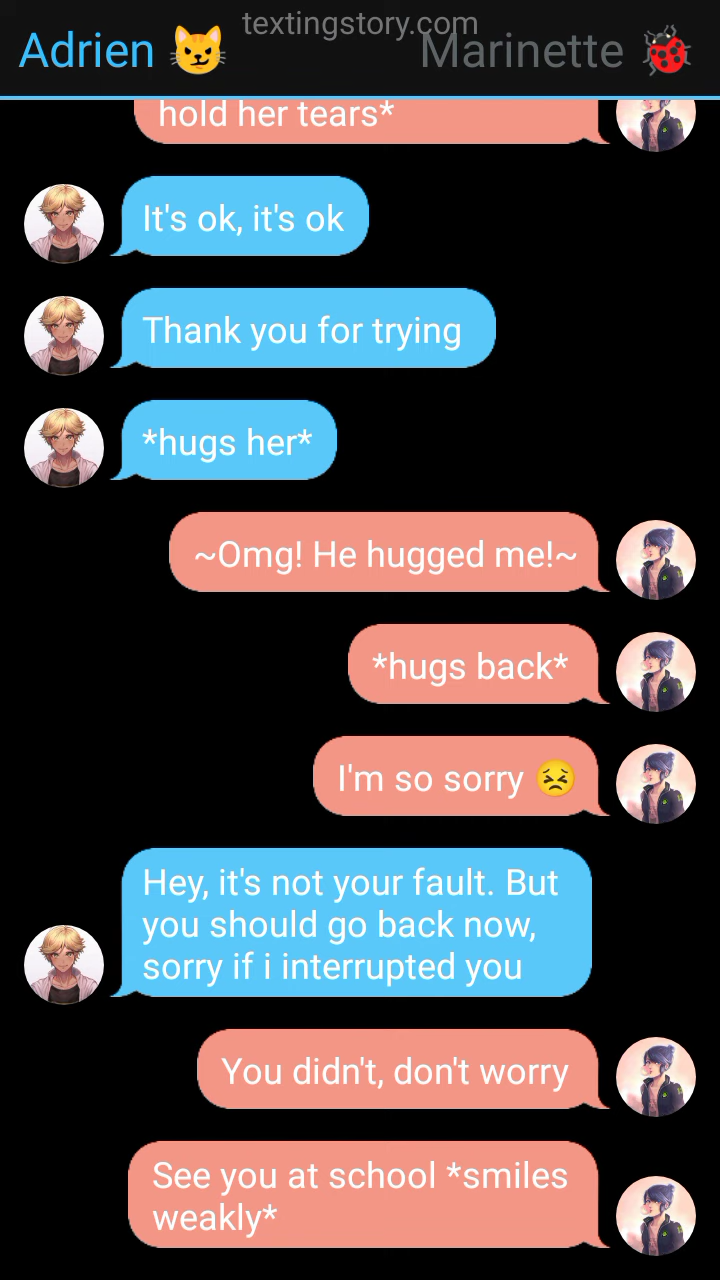 textingstory.com
Adrien 😼 Marinette 🐞
hold her tears*
It's ok, it's ok
Thank you for trying
*hugs her*
~Omg! He hugged me!~
*hugs back*
I'm so sorry 😣
Hey, it's not your fault. But
you should go back now,
sorry if i interrupted you
You didn't, don't worry
See you at school *smiles
weakly*